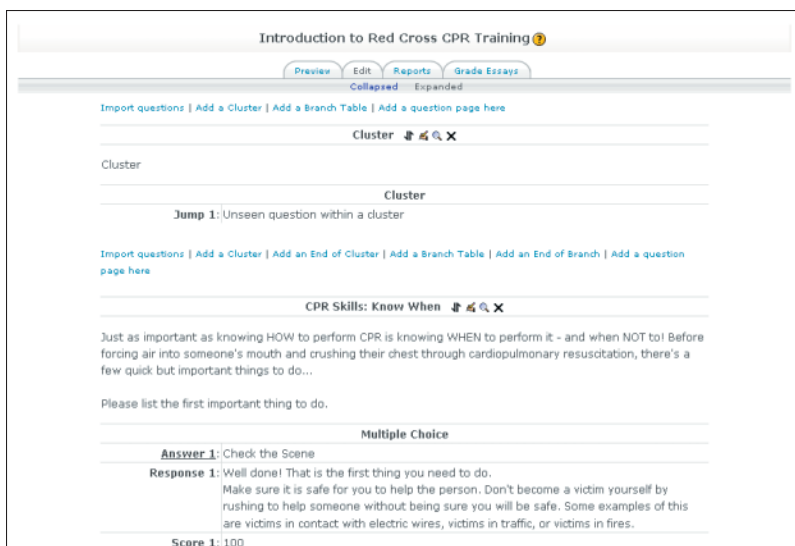 Introduction to Red Cross CPR Training
Preview Edit Reports Grade Essays
Collapsed Expanded
Import questions | Add a Cluster | Add a Branch Table | Add a question page here
Cluster
Cluster
Cluster
Jump 1: Unseen question within a cluster
Import questions | Add a Cluster | Add an End of Cluster | Add a Branch Table | Add an End of Branch | Add a question
page here
CPR Skills: Know When
Just as important as knowing HOW to perform CPR is knowing WHEN to perform it - and when NOT to! Before
forcing air into someone's mouth and crushing their chest through cardiopulmonary resuscitation, there's a
few quick but important things to do...
Please list the first important thing to do.
Multiple Choice
Answer 1: Check the Scene
Response 1: Well done! That is the first thing you need to do.
Make sure it is safe for you to help the person. Don't become a victim yourself by
rushing to help someone without being sure you will be safe. Some examples of this
are victims in contact with electric wires, victims in traffic, or victims in fires.
Score 1: 100